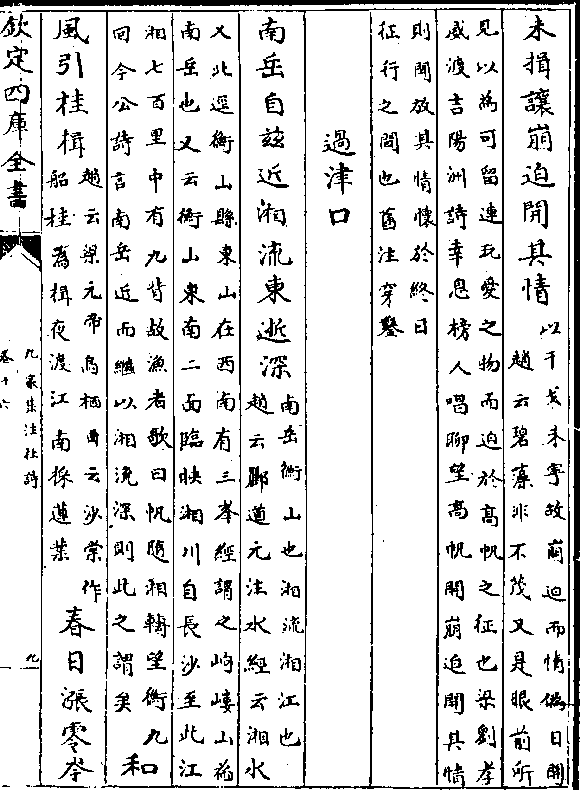 未揖讓崩迫開其情以干戈未寧故崩迫而情㒇日開
趙云碧藻非不茂又是眼前所
見以為可留連玩愛之物而迫於高帆之征也梁劉孝
威渡吉陽洲詩幸息榜人唱聊望高帆開崩迫開其情
則開放其情懷於終日
征行之間也舊注穿鑿
過津口
南岳自茲近湘流東逝深南岳衡山也湘流湘江也
趙云酈道元注水經云湘水
又北逕衡山縣東山在西南有三峯經謂之岣嶁山為
南岳也又云衡山東南二面臨映湘川自長沙至此江
湘七百里中有九背故漁者歌曰帆隨湘轉望衡九
回今公詩言南岳近而繼以湘流深則此之謂矣和
風引桂楫趙云梁元帝烏栖曲云沙棠作
船桂為楫夜渡江南採蓮葉春日漲雲岑
欽定四庫全書
九家集注杜詩
卷十六
九